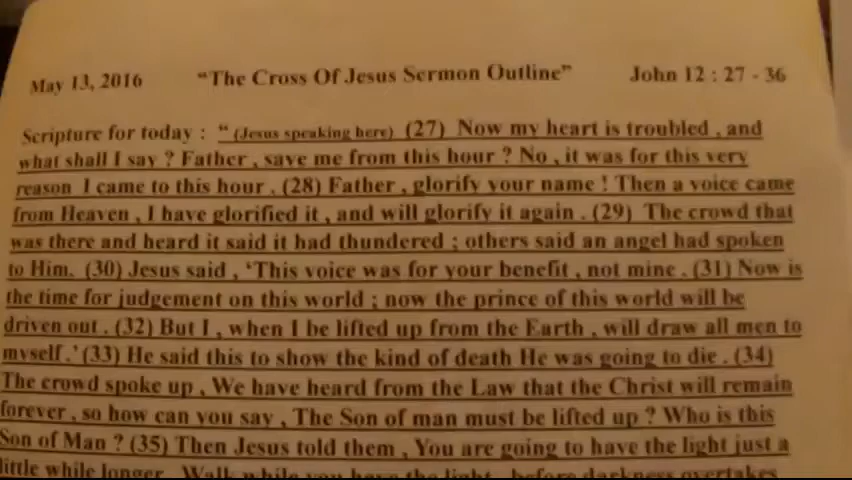 May 13, 2016 “The Cross Of Jesus Sermon Outline” John 12 : 27 - 36
Scripture for today : “ (Jesus speaking here) (27) Now my heart is troubled , and
what shall I say ? Father , save me from this hour ? No , it was for this very
reason I came to this hour . (28) Father , glorify your name ! Then a voice came
from Heaven , I have glorified it , and will glorify it again . (29) The crowd that
was there and heard it said it had thundered ; others said an angel had spoken
to Him. (30) Jesus said , ‘This voice was for your benefit , not mine . (31) Now is
the time for judgement on this world ; now the prince of this world will be
driven out . (32) But I , when I be lifted up from the Earth , will draw all men to
myself .’ (33) He said this to show the kind of death He was going to die . (34)
The crowd spoke up , We have heard from the Law that the Christ will remain
forever , so how can you say , The Son of man must be lifted up ? Who is this
Son of Man ? (35) Then Jesus told them , You are going to have the light just a
little while longer . Walk while you have the light , before darkness overtakes